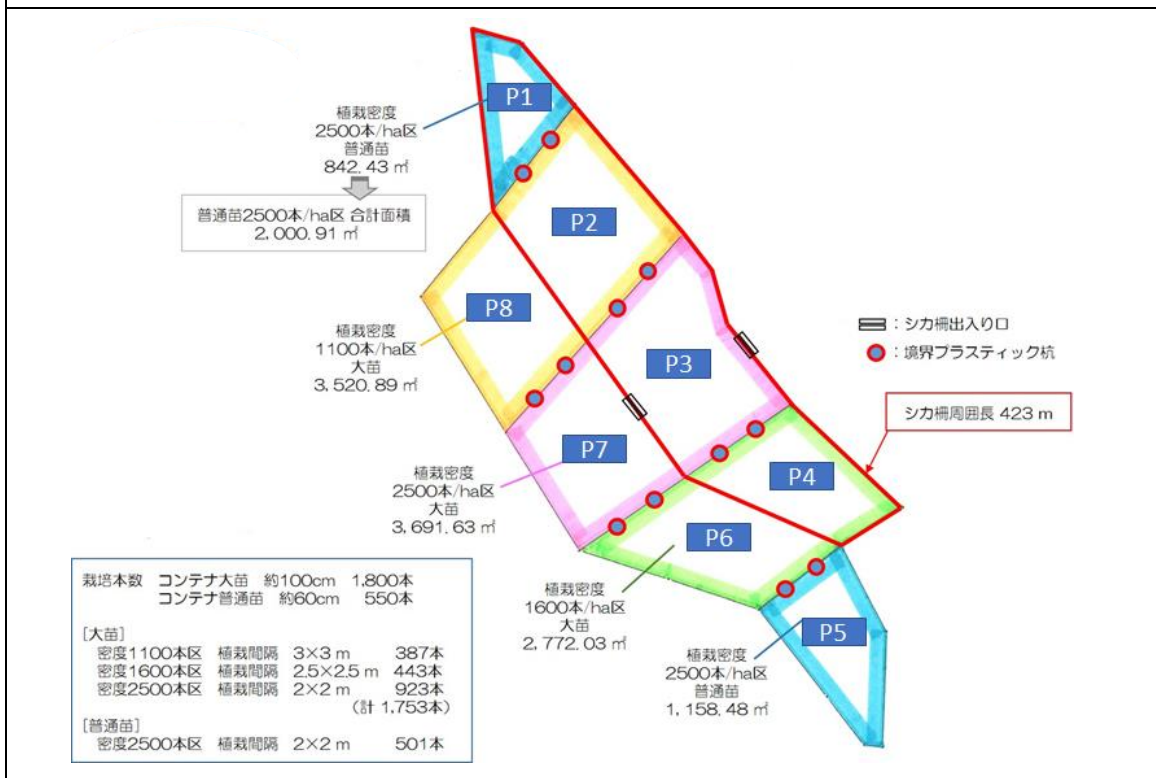 P1
植栽密度
2500本/ha区
普通苗
842.43 ㎡
普通苗2500本/ha区 合計面積
2,000.91 ㎡
P2
P8
植栽密度
1100本/ha区
大苗
3,520.89 ㎡
：シカ柵出入り口
：境界プラスティック杭
P3
シカ柵周囲長 423 m
P7
植栽密度
2500本/ha区
大苗
3,691.63 ㎡
P4
P6
植栽密度
1600本/ha区
大苗
2,772.03 ㎡
P5
植栽密度
2500本/ha区
普通苗
1,158.48 ㎡
栽培本数 コンテナ大苗 約100cm 1,800本
コンテナ普通苗 約60cm 550本
[大苗]
密度1100本区 植栽間隔 3×3 m 387本
密度1600本区 植栽間隔 2.5×2.5 m 443本
密度2500本区 植栽間隔 2×2 m 923本
(計 1,753本)
[普通苗]
密度2500本区 植栽間隔 2×2 m 501本